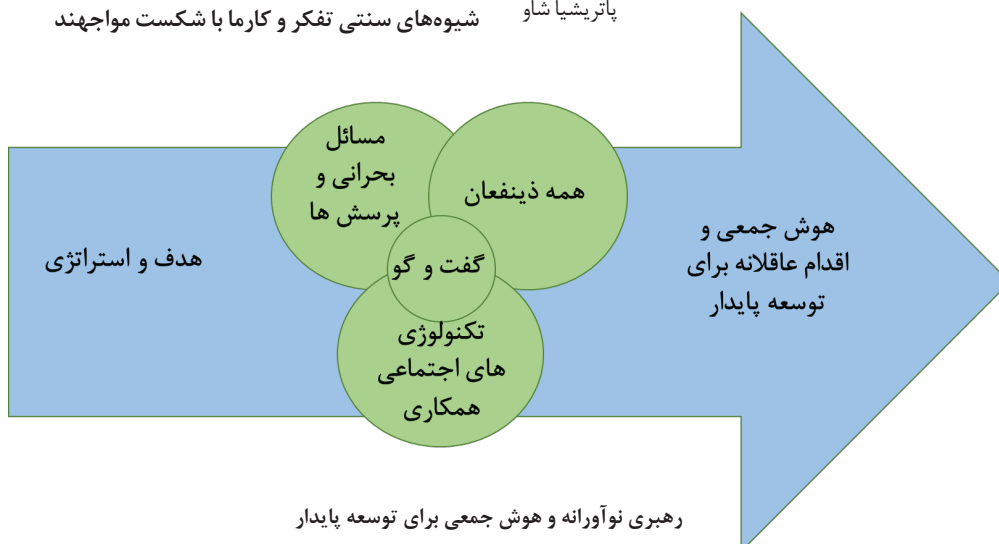 پاتریشیا شاو
شیوه‌های سنتی تفکر و کارما با شکست مواجهند
مسائل
بحرانی و
پرسش ها
همه ذینفعان
هدف و استراتژی
گفت و گو
تکنولوژی
های اجتماعی
همکاری
هوش جمعی و
اقدام عاقلانه برای
توسعه پایدار
رهبری نوآورانه و هوش جمعی برای توسعه پایدار